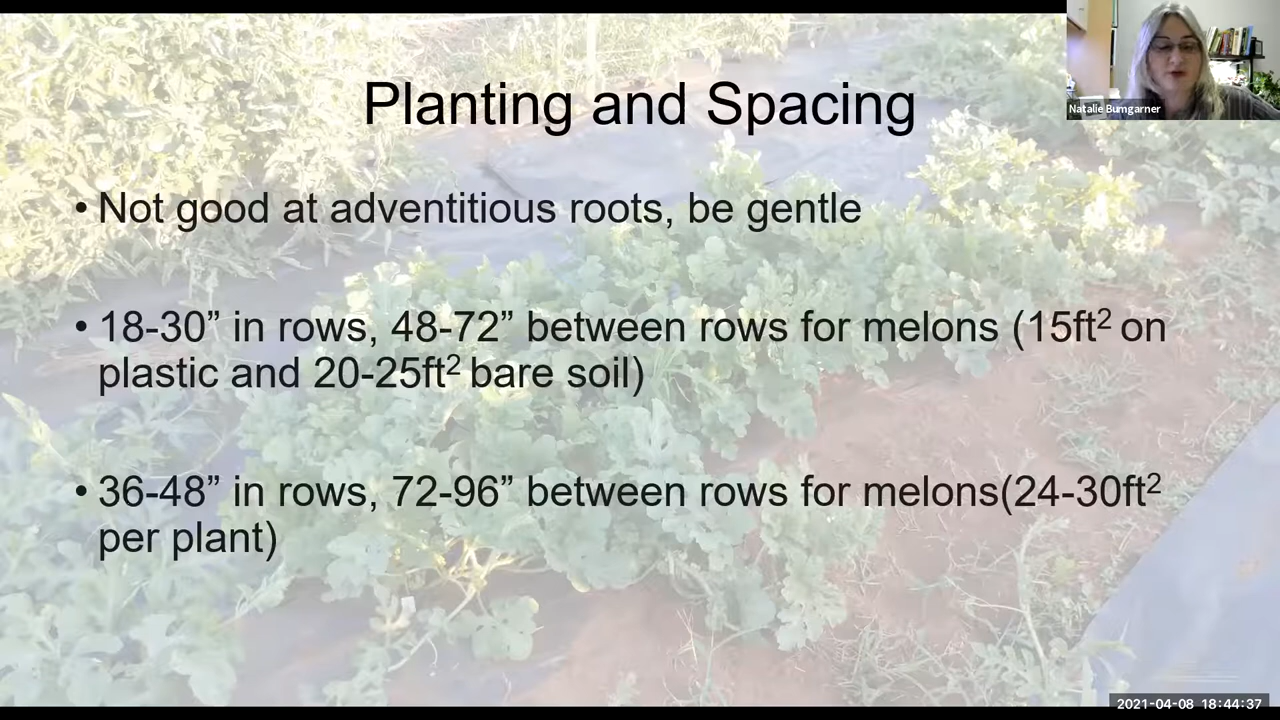 Planting and Spacing
Natalie Bumgarner
• Not good at adventitious roots, be gentle
• 18-30” in rows, 48-72” between rows for melons (15ft² on
plastic and 20-25ft² bare soil)
• 36-48” in rows, 72-96” between rows for melons(24-30ft²
per plant)
2021-04-08 18:44:37